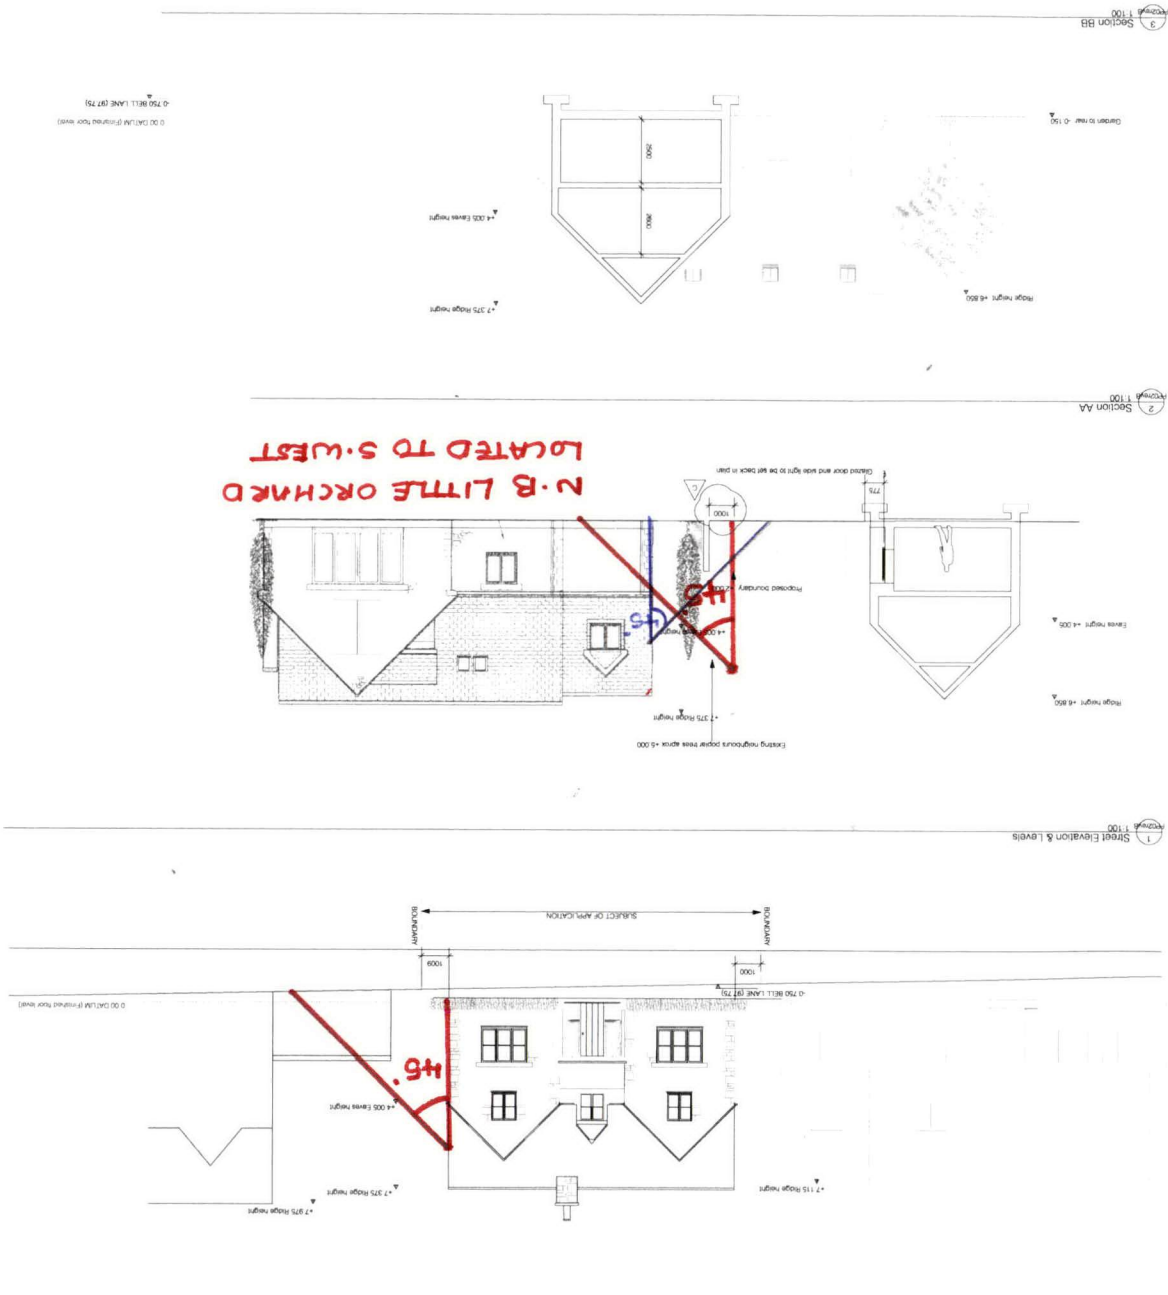 +7.975 Ridge height
+7.375 Ridge height
+7.115 Ridge height
+4.005 Eaves height
45°
0.00 DATUM (Finished floor level)
-0.750 BELL LANE (97.75)
1000
1009
BOUNDARY
SUBJECT OF APPLICATION
BOUNDARY
1
Street Elevation & Levels
1:100
Existing neighbours poplar trees aprox +5.000
+7.375 Ridge height
Ridge height +6.850
Eaves height +4.005
45°
45°
Proposed boundary
775
1000
C
Glazed door and side light to be set back in plan
N.B LITTLE ORCHARD
LOCATED TO S.WEST
2
Section AA
1:100
+7.375 Ridge height
Ridge height +6.850
+4.005 Eaves height
2600
2500
Garden to rear -0.150
0.00 DATUM (Finished floor level)
-0.750 BELL LANE (97.75)
3
Section BB
1:100